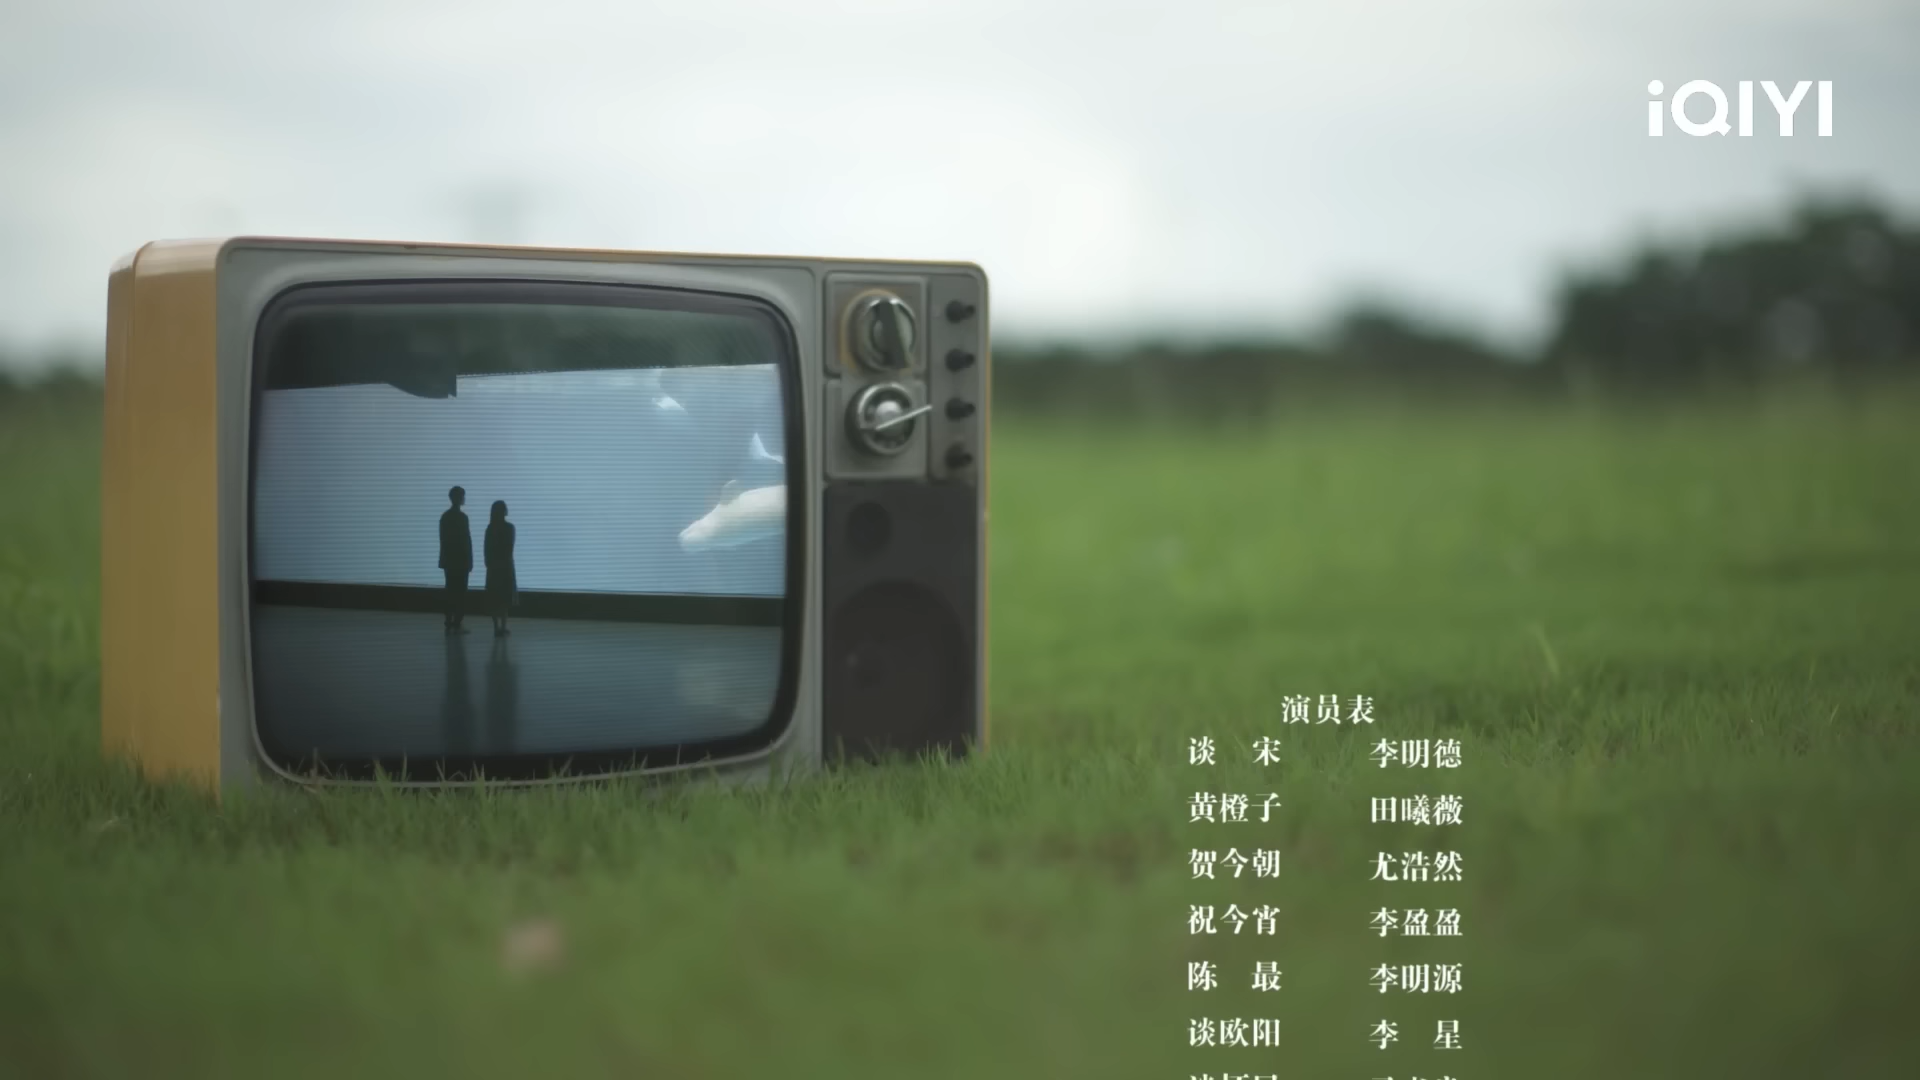 iQIYI
演员表
谈 宋 李明德
黄橙子 田曦薇
贺今朝 尤浩然
祝今宵 李盈盈
陈 最 李明源
谈欧阳 李 星